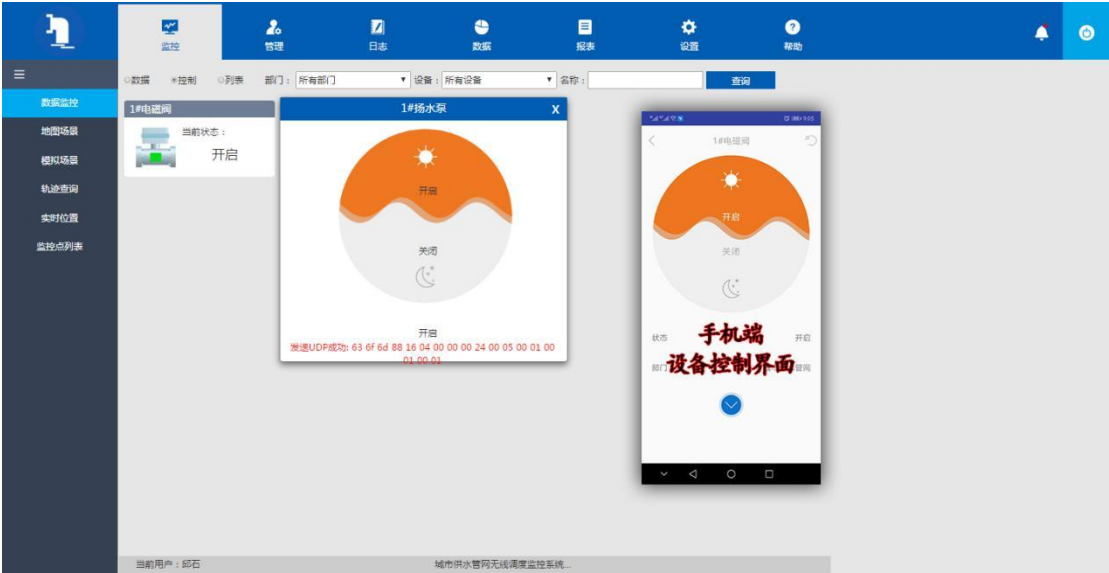 监控
管理
日志
数据
报表
设置
帮助
数据 控制 列表 部门： 所有部门 设备： 所有设备 名称： 查询
数据监控
地图场景
模拟场景
轨迹查询
实时位置
监控点列表
1#电磁阀
当前状态：
开启
1#扬水泵 X
开启
关闭
开启
发送UDP成功: 63 6f 6d 88 16 04 00 00 00 24 00 05 00 01 00
01 00 01
1#电磁阀
开启
关闭
状态 开启
手机端
部门 管网
设备控制界面
当前用户：邱石
城市供水管网无线调度监控系统...